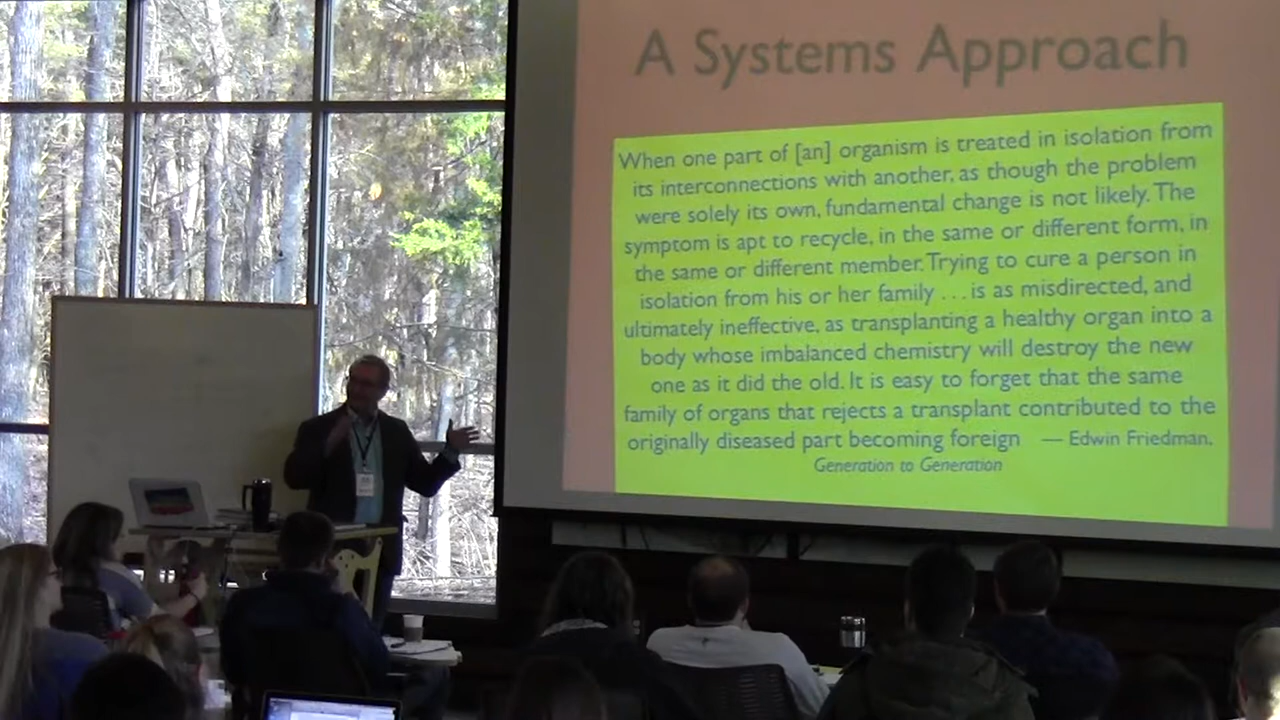 A Systems Approach
When one part of [an] organism is treated in isolation from
its interconnections with another, as though the problem
were solely its own, fundamental change is not likely. The
symptom is apt to recycle, in the same or different form, in
the same or different member. Trying to cure a person in
isolation from his or her family . . . is as misdirected, and
ultimately ineffective, as transplanting a healthy organ into a
body whose imbalanced chemistry will destroy the new
one as it did the old. It is easy to forget that the same
family of organs that rejects a transplant contributed to the
originally diseased part becoming foreign — Edwin Friedman.
Generation to Generation